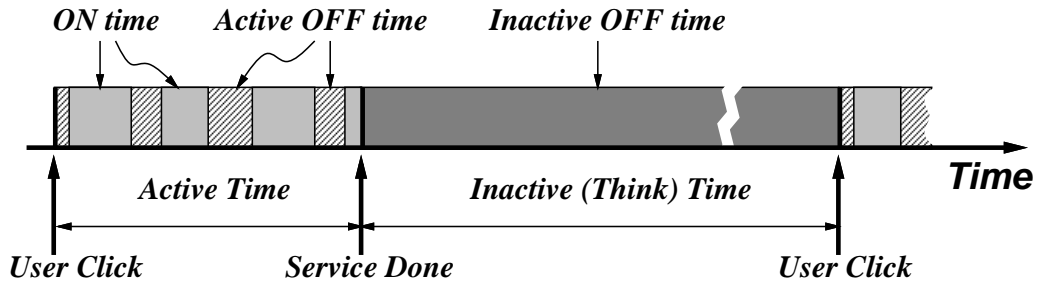 ON time
Active OFF time
Inactive OFF time
Time
Active Time
Inactive (Think) Time
User Click
Service Done
User Click